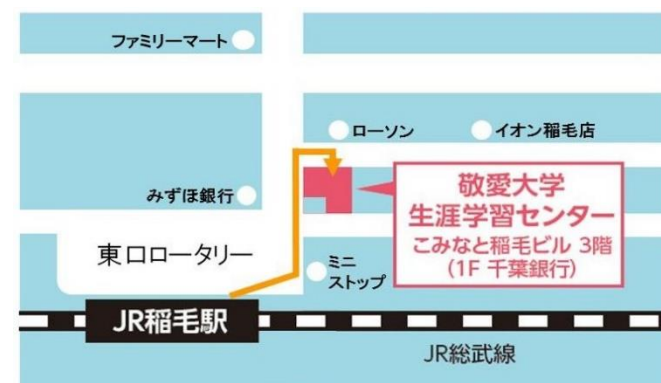 ファミリーマート
ローソン
イオン稲毛店
みずほ銀行
敬愛大学
生涯学習センター
こみなと稲毛ビル 3階
(1F 千葉銀行)
東口ロータリー
ミニ
ストップ
JR稲毛駅
JR総武線